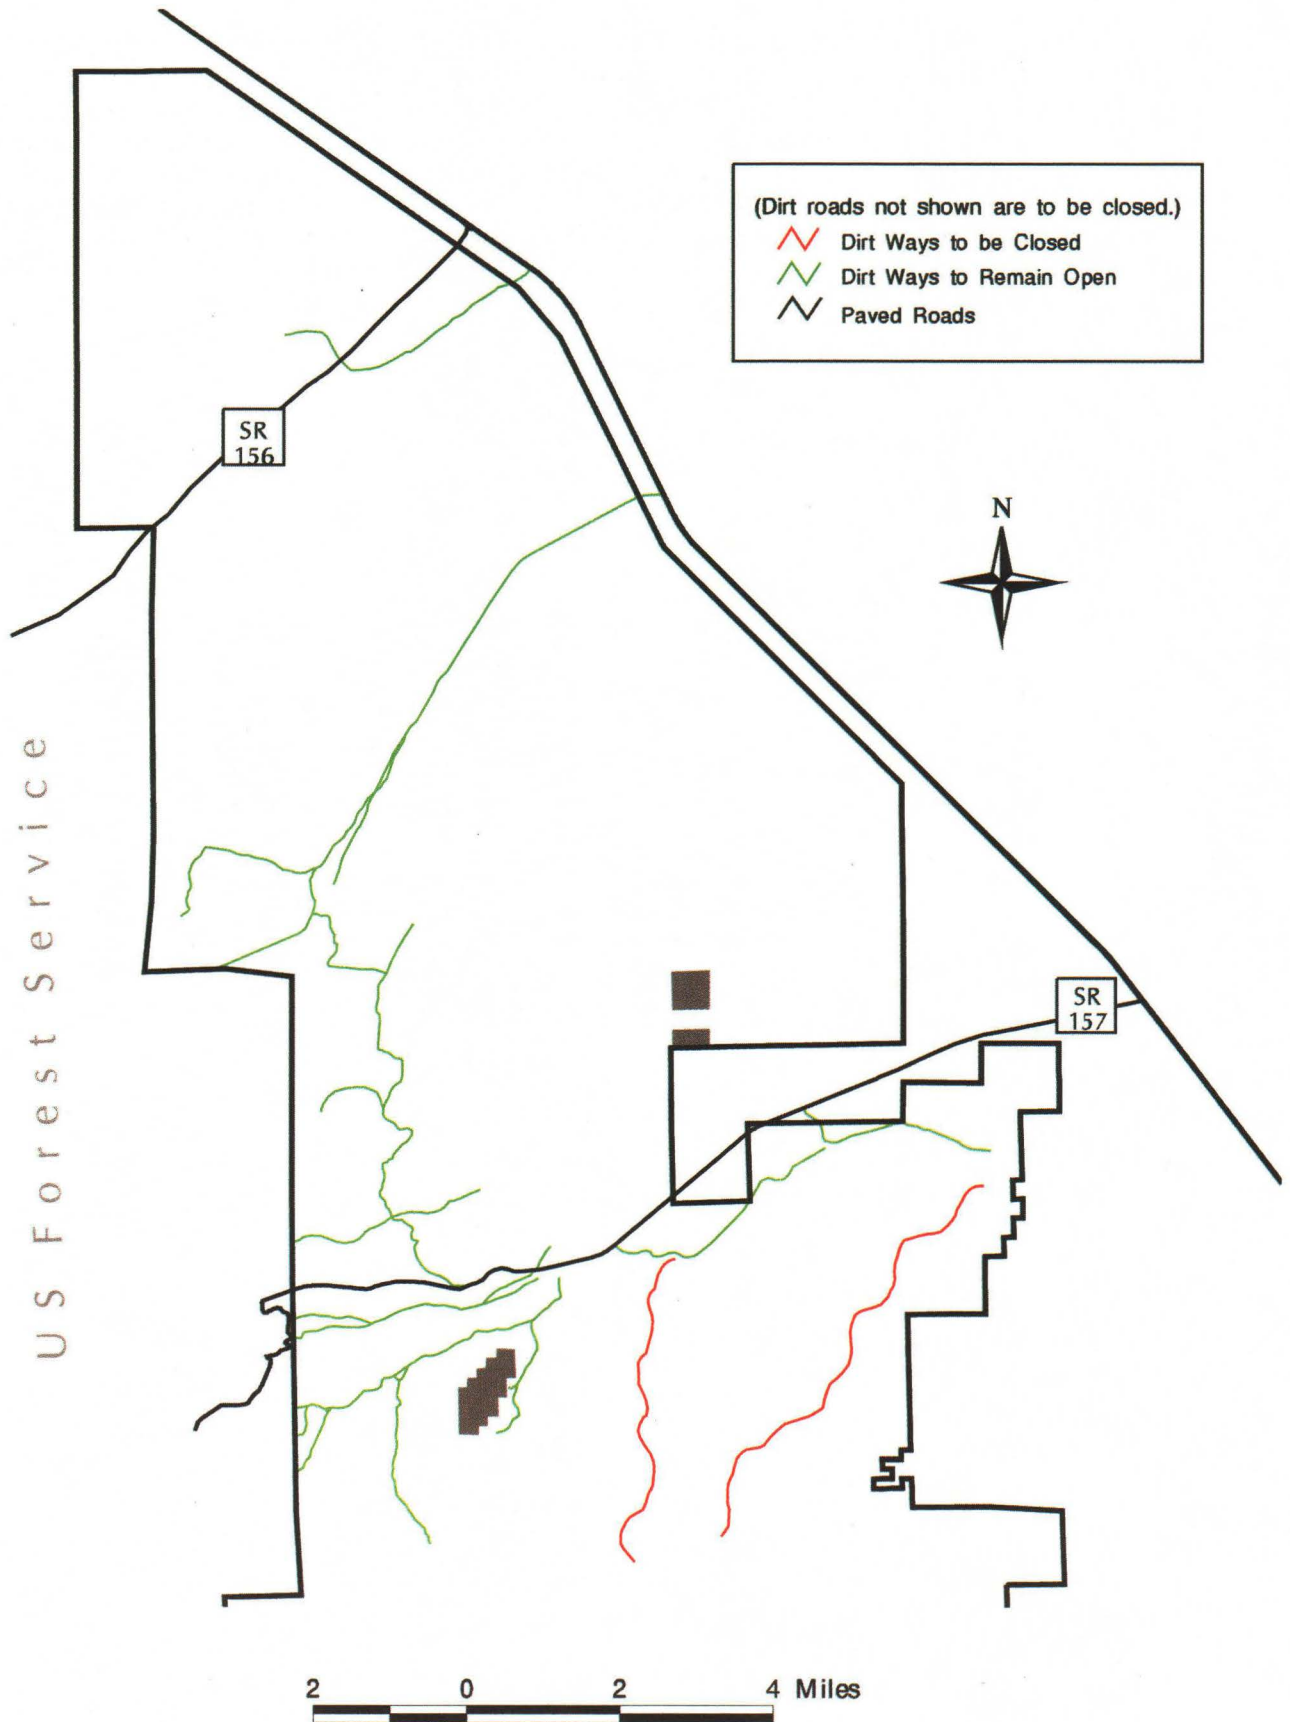 (Dirt roads not shown are to be closed.)
Dirt Ways to be Closed
Dirt Ways to Remain Open
Paved Roads
SR
156
N
US Forest Service
SR
157
2 0 2 4 Miles